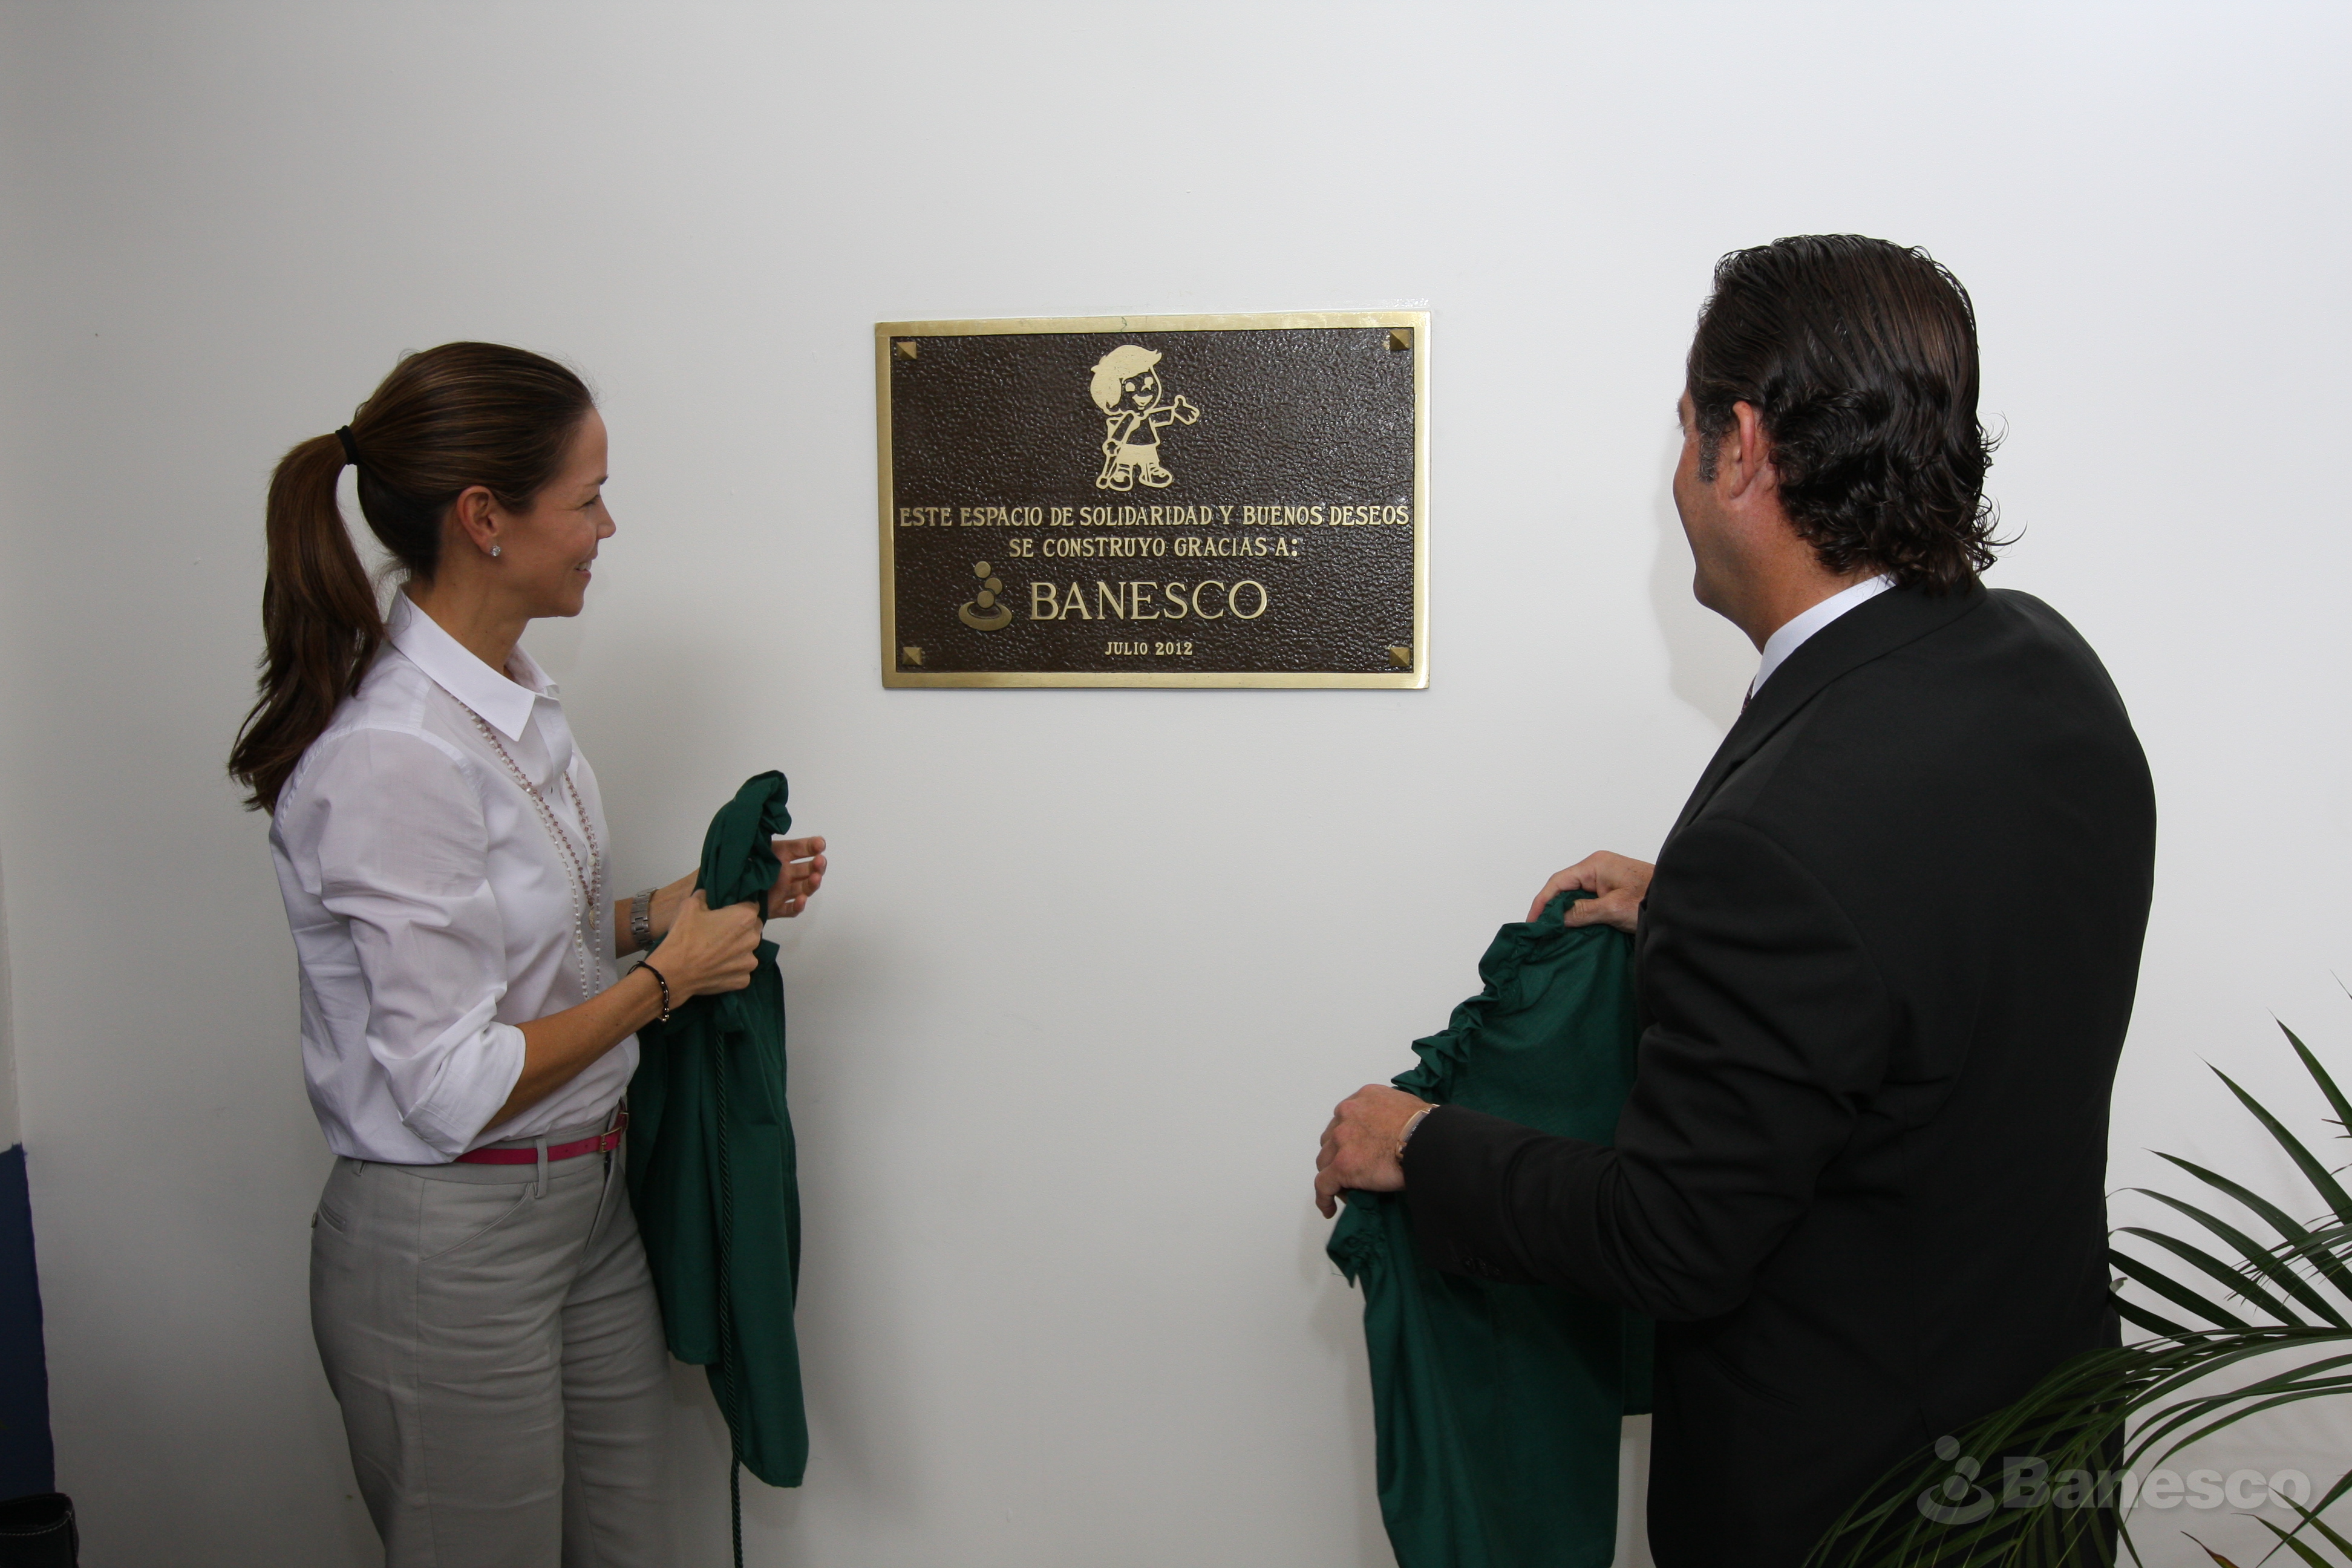 ESTE ESPACIO DE SOLIDARIDAD Y BUENOS DESEOS
SE CONSTRUYO GRACIAS A:
BANESCO
JULIO 2012
Banesco